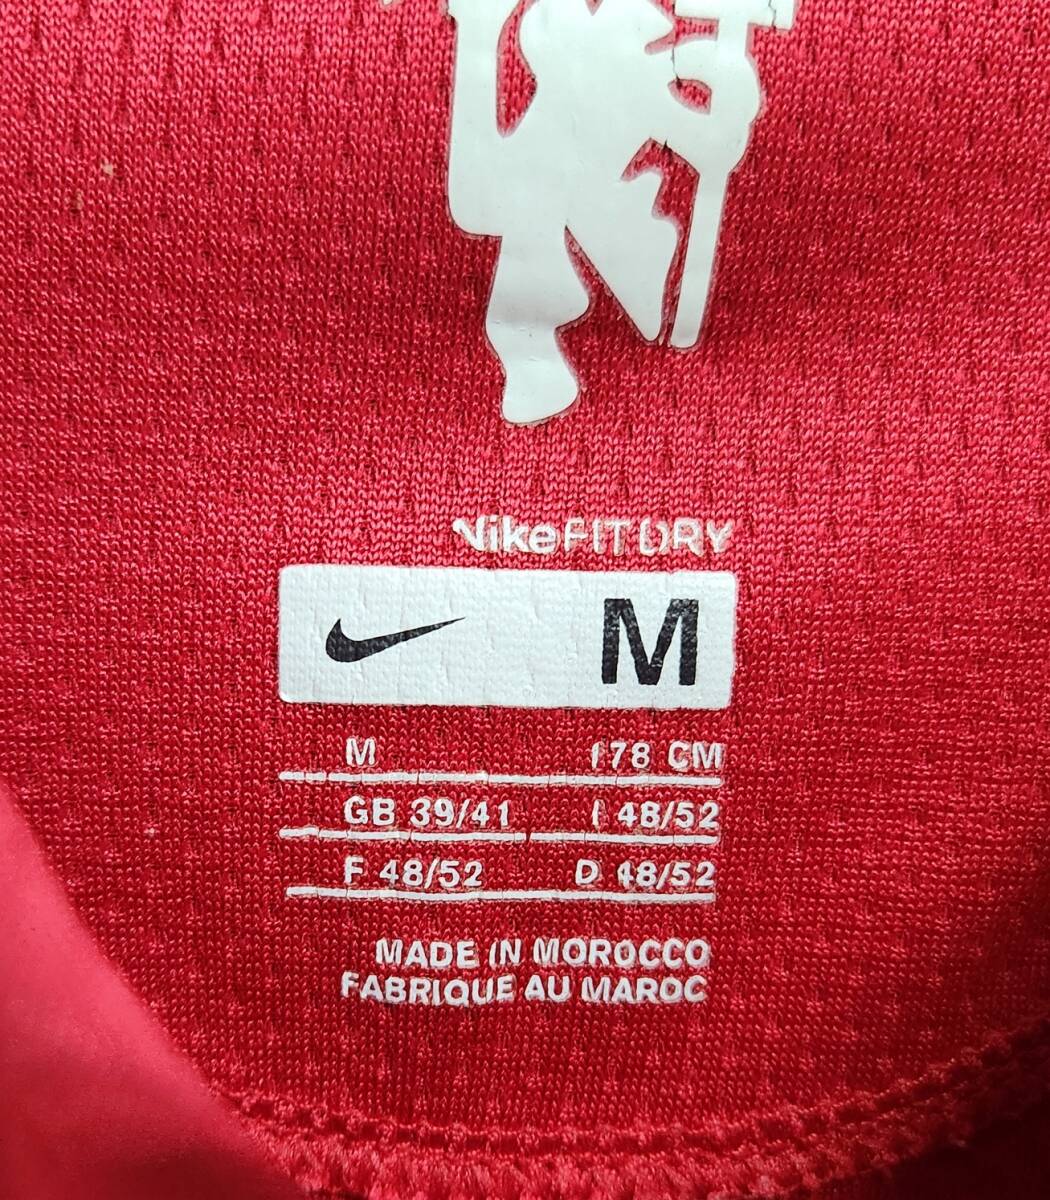 NikeFIT DRY
M
M 178 CM
GB 39/41 I 48/52
F 48/52 D 48/52
MADE IN MOROCCO
FABRIQUE AU MAROC